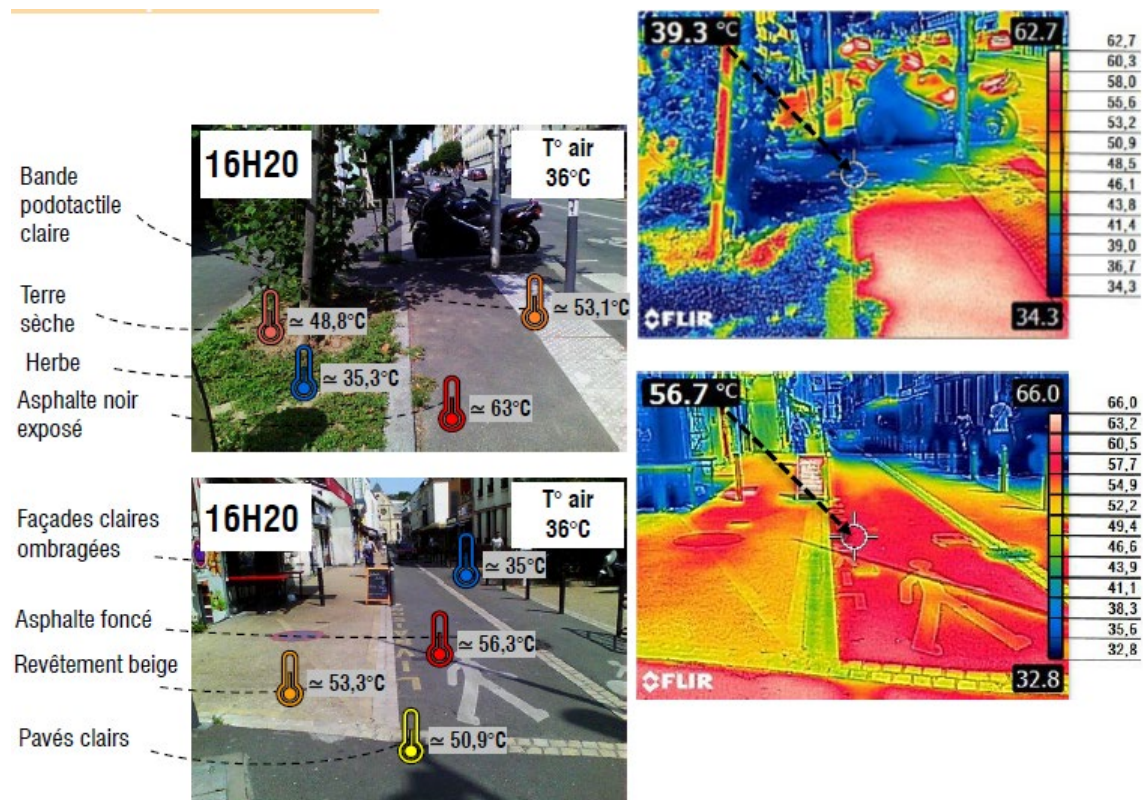 Bande
podotactile
claire
Terre
sèche
Herbe
Asphalte noir
exposé
16H20
T° air
36°C
≃ 48,8°C
≃ 53,1°C
≃ 35,3°C
≃ 63°C
39.3 °C
62.7
FLIR
34.3
62,7
60,3
58,0
55,6
53,2
50,9
48,5
46,1
43,8
41,4
39,0
36,7
34,3
Façades claires
ombragées
Asphalte foncé
Revêtement beige
Pavés clairs
16H20
T° air
36°C
≃ 35°C
≃ 56,3°C
≃ 53,3°C
≃ 50,9°C
56.7 °C
66.0
FLIR
32.8
66,0
63,2
60,5
57,7
54,9
52,2
49,4
46,6
43,9
41,1
38,3
35,6
32,8